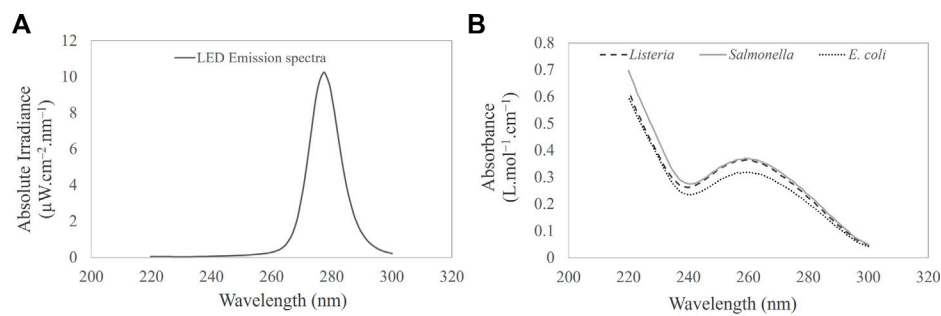 A
12
10
8
6
4
2
0
200
220
240
260
280
300
320
Absolute Irradiance
(µW.cm⁻².nm⁻¹)
Wavelength (nm)
LED Emission spectra
B
0.8
0.7
0.6
0.5
0.4
0.3
0.2
0.1
0
200
220
240
260
280
300
320
Absorbance
(L.mol⁻¹.cm⁻¹)
Wavelength (nm)
Listeria
Salmonella
E. coli